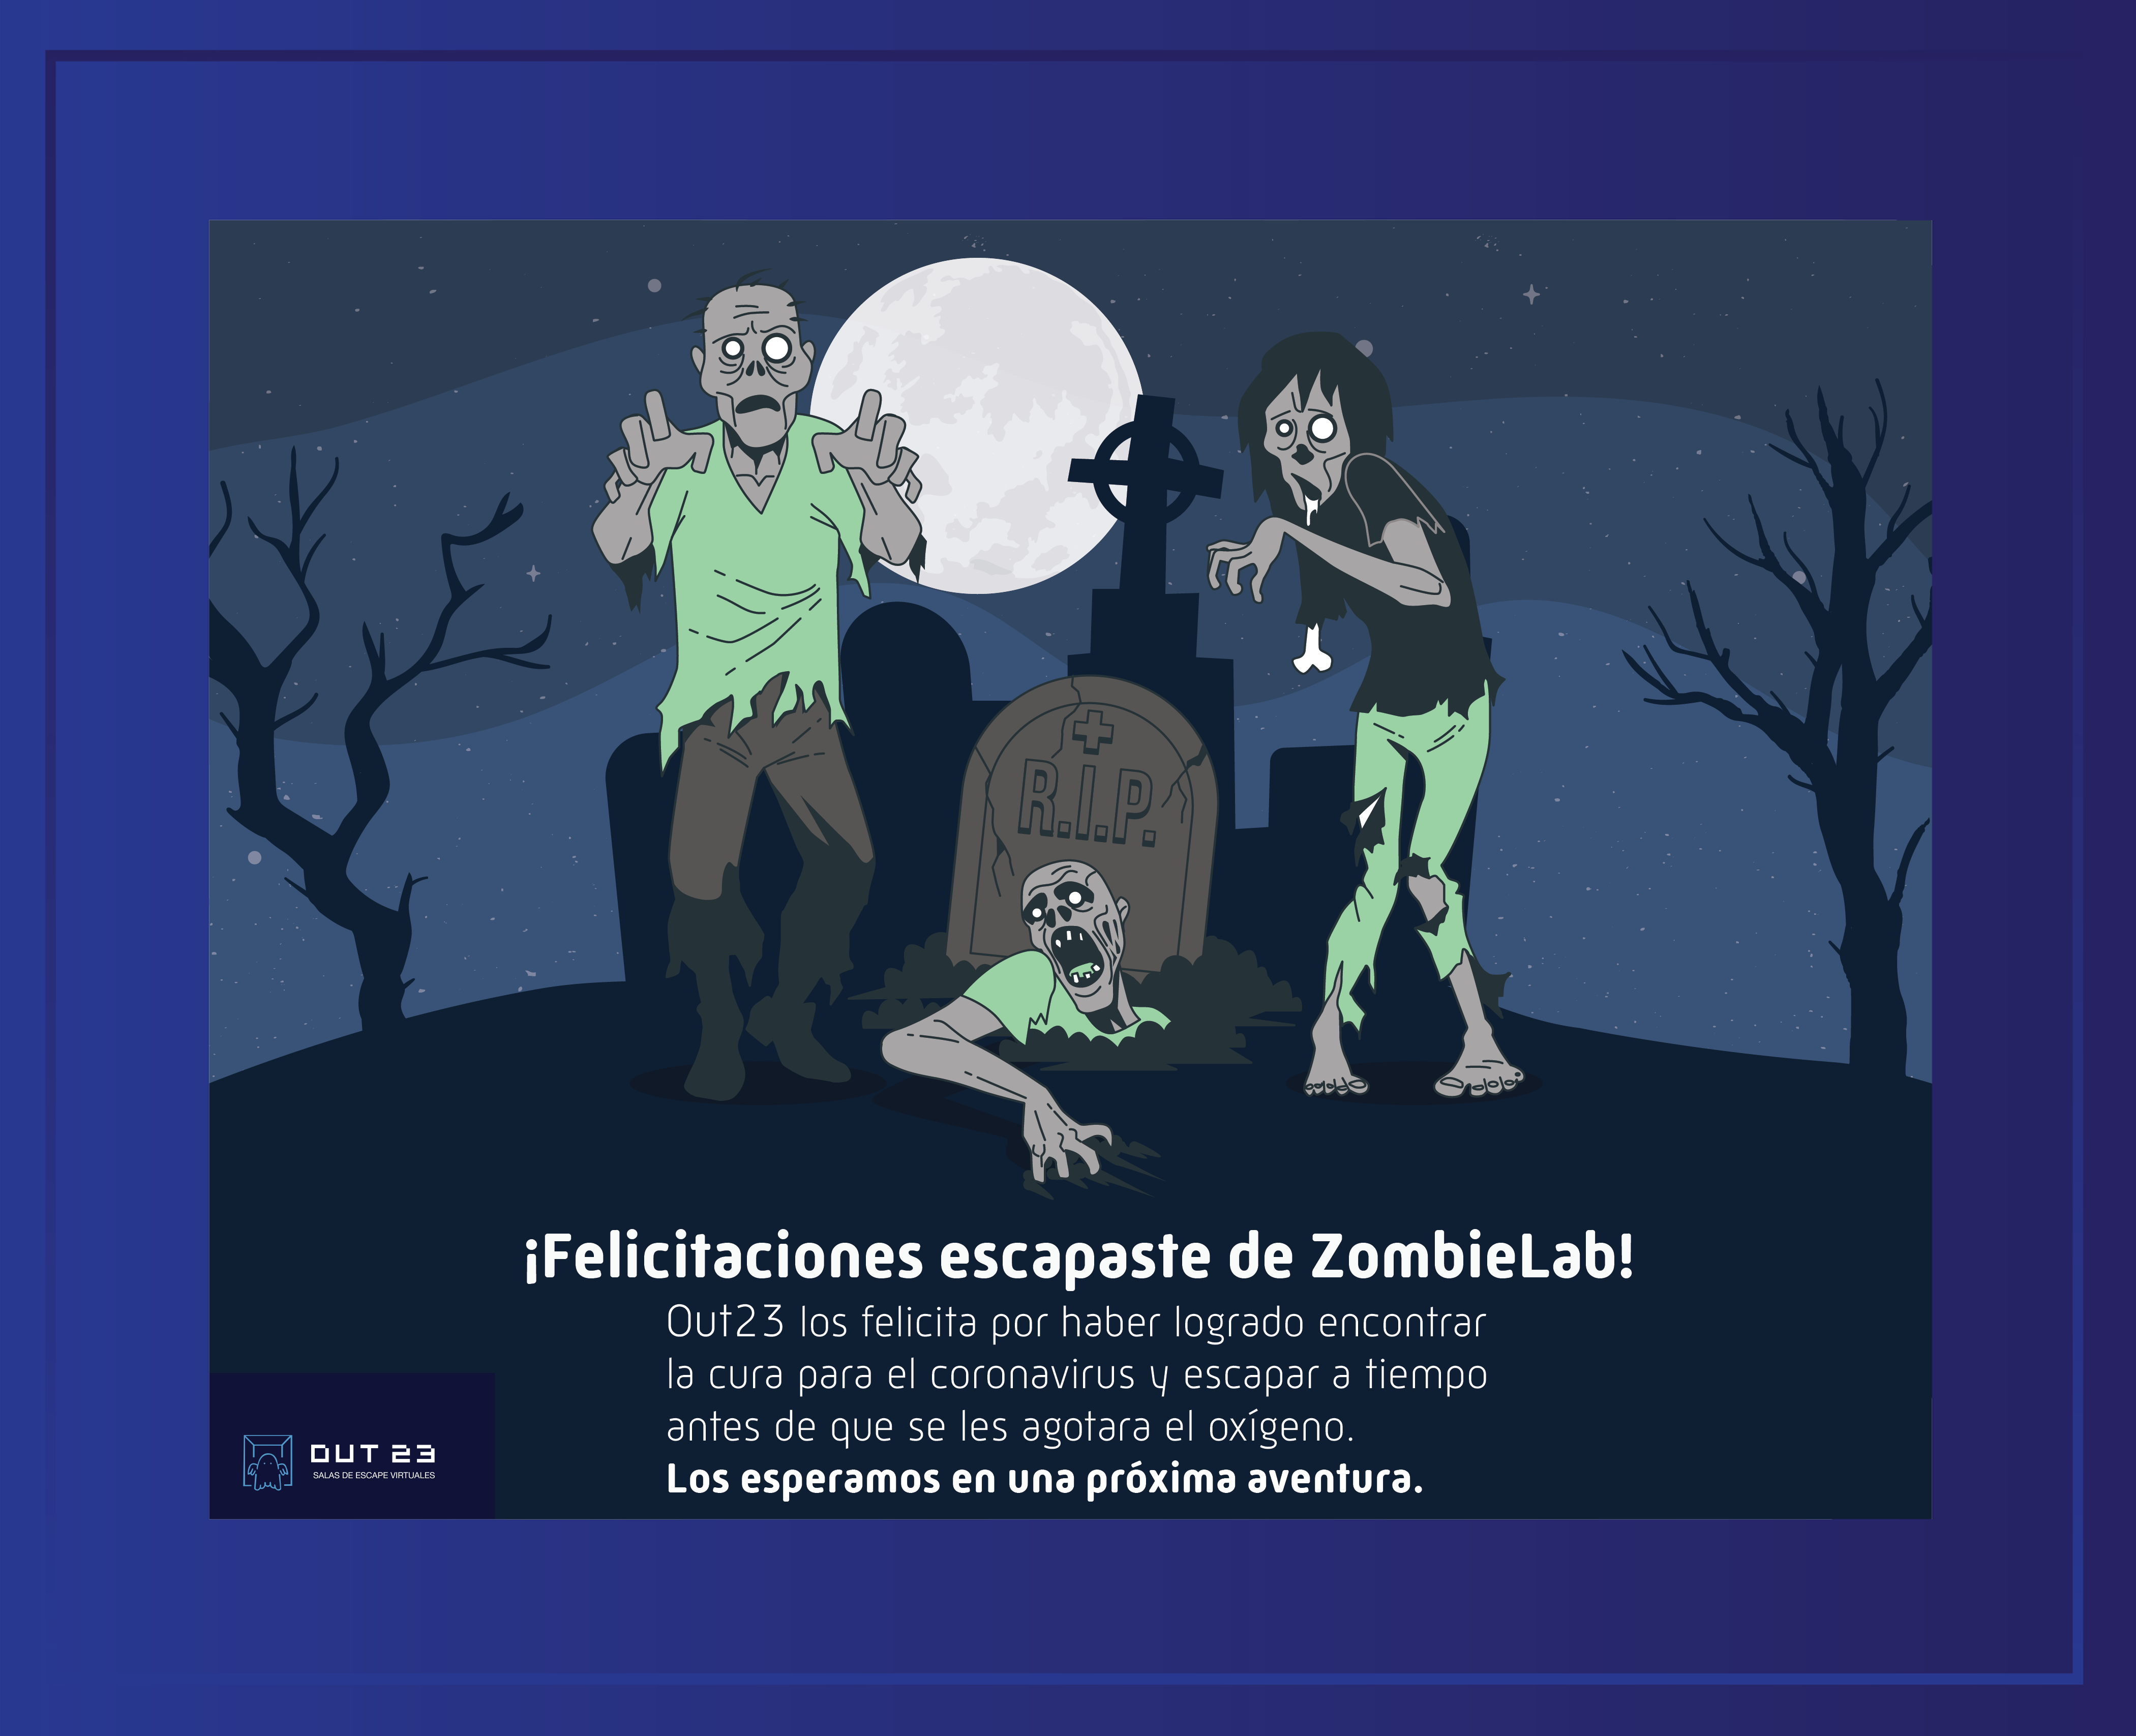 R.I.P.
¡Felicitaciones escapaste de ZombieLab!
Out23 los felicita por haber logrado encontrar
la cura para el coronavirus y escapar a tiempo
antes de que se les agotara el oxígeno.
Los esperamos en una próxima aventura.
OUT 23
SALAS DE ESCAPE VIRTUALES